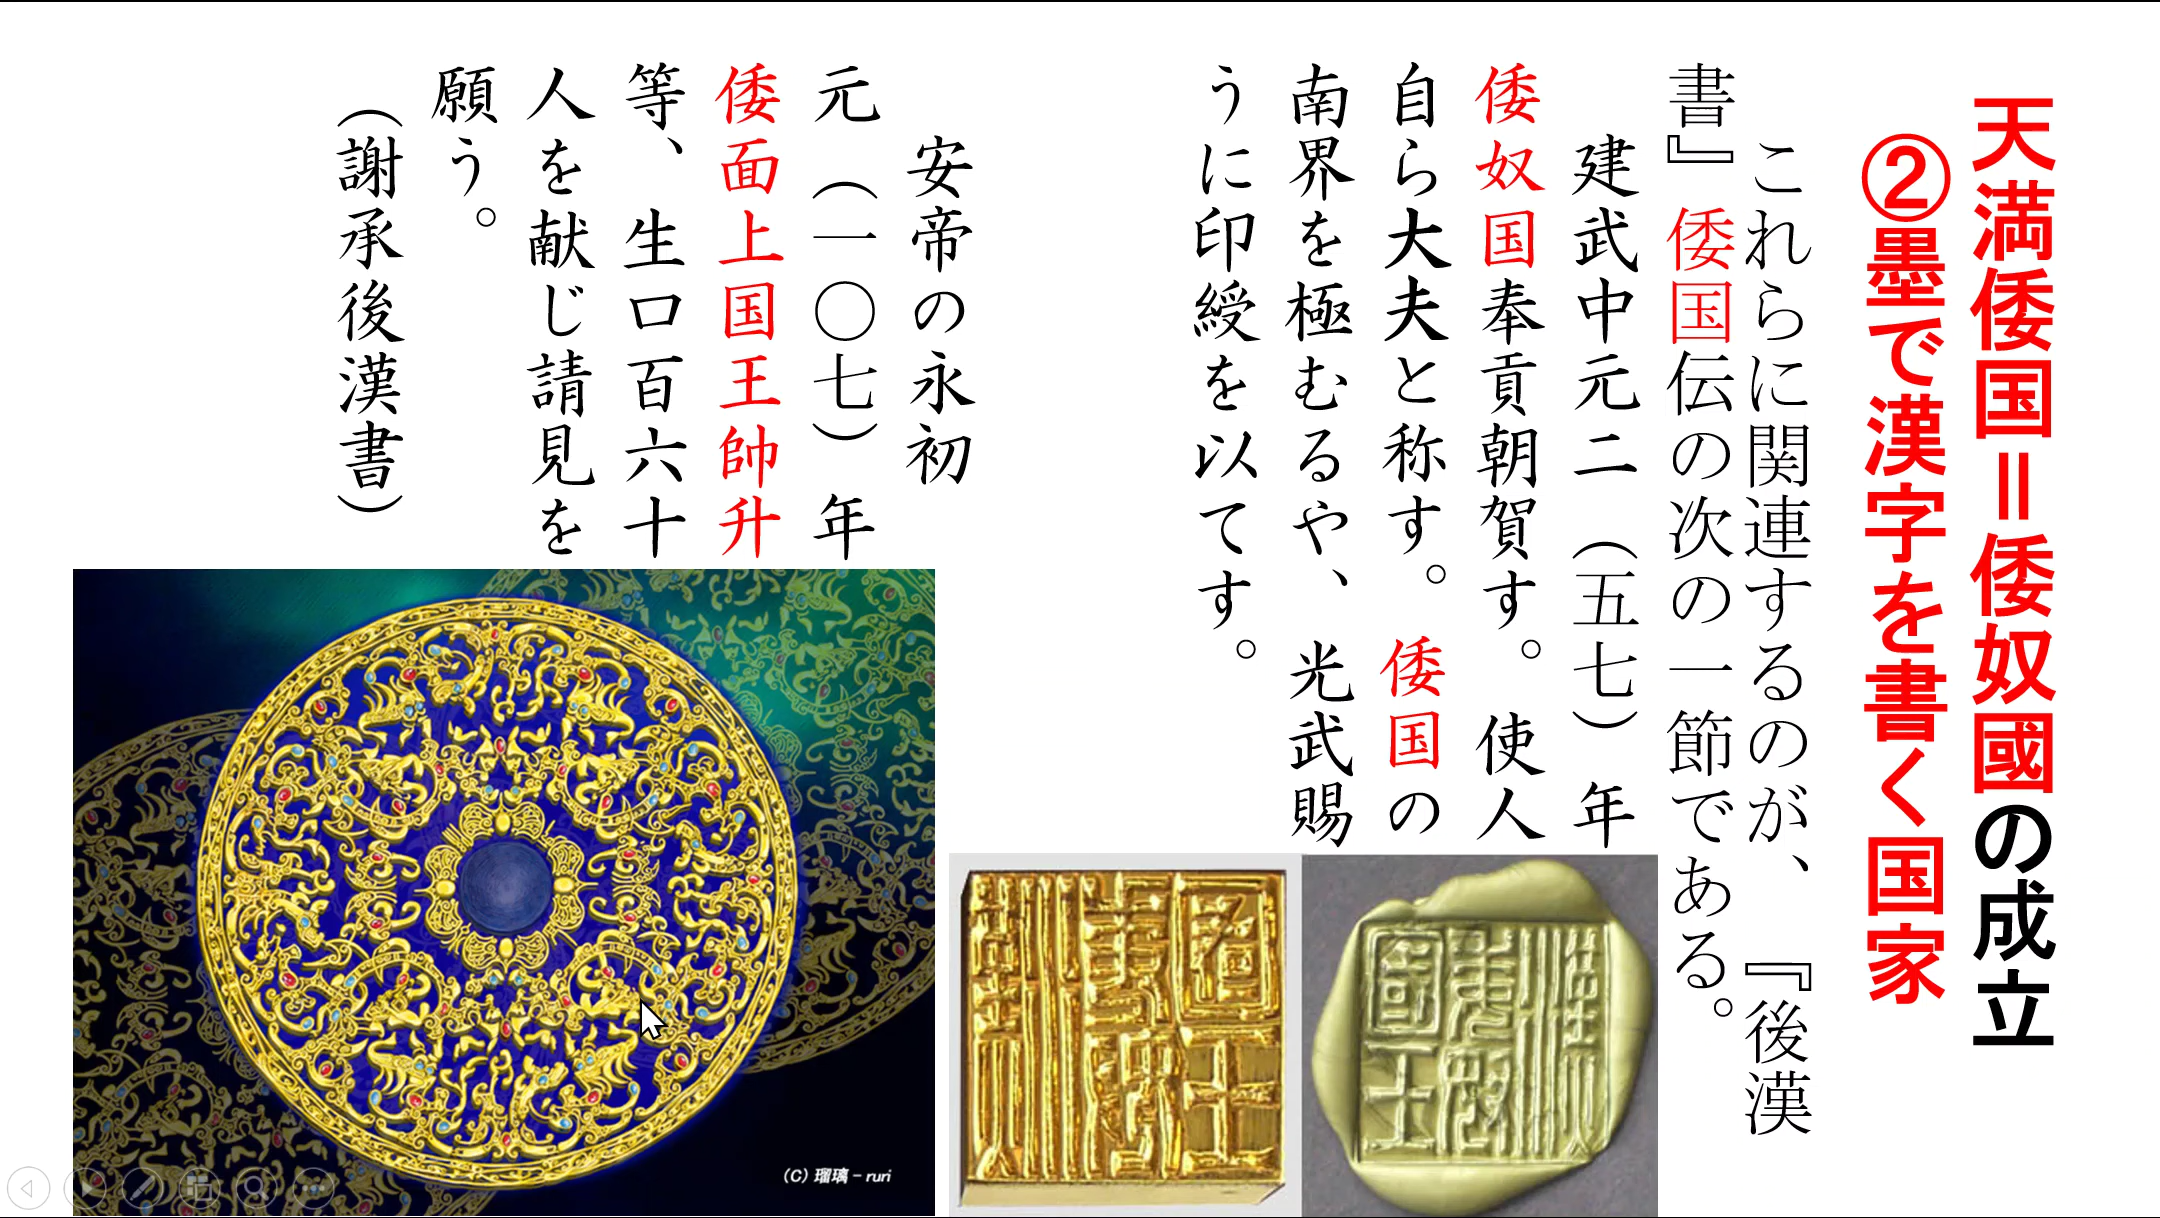 天満倭国＝倭奴國の成立
②墨で漢字を書く国家
これらに関連するのが、『後漢
書』倭国伝の次の一節である。
建武中元二（五七）年
倭奴国奉貢朝賀す。使人
自ら大夫と称す。倭国の
南界を極むるや、光武賜
うに印綬を以てす。
安帝の永初
元（一〇七）年
倭面上国王帥升
等、生口百六十
人を献じ請見を
願う。
（謝承後漢書）
(C) 瑠璃 - ruri